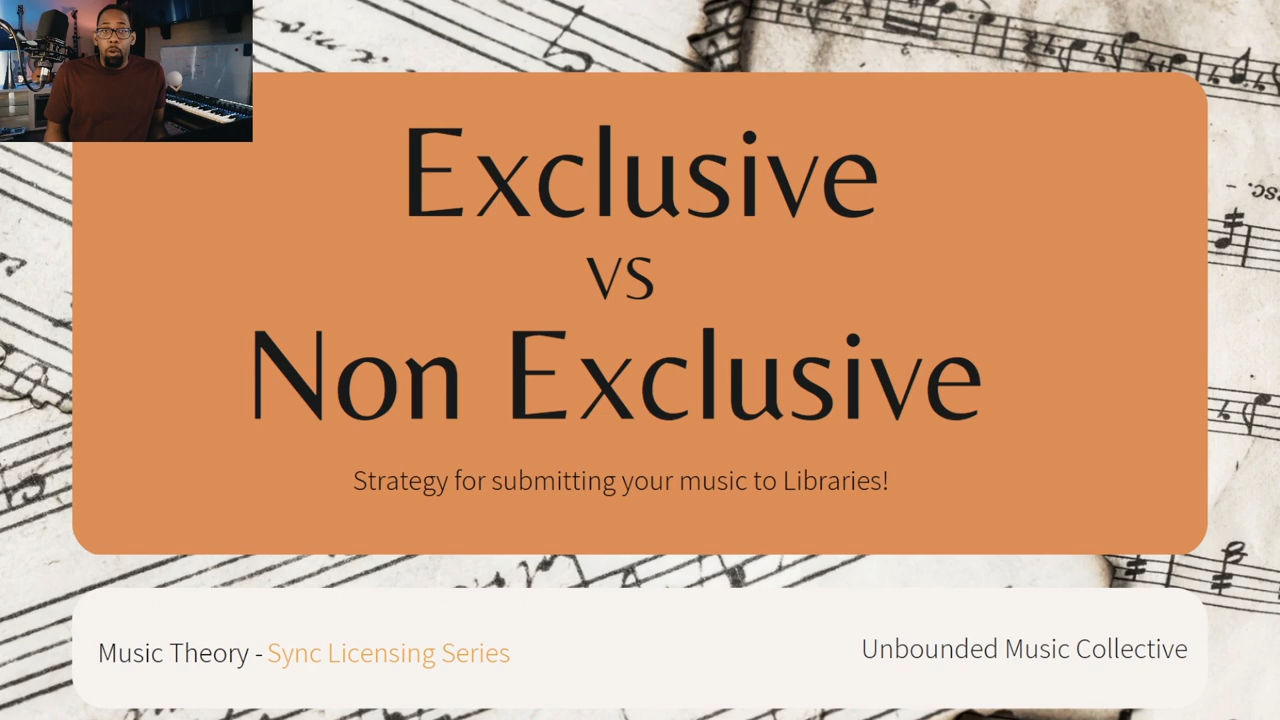 Exclusive
vs
Non Exclusive
Strategy for submitting your music to Libraries!
Music Theory - Sync Licensing Series
Unbounded Music Collective